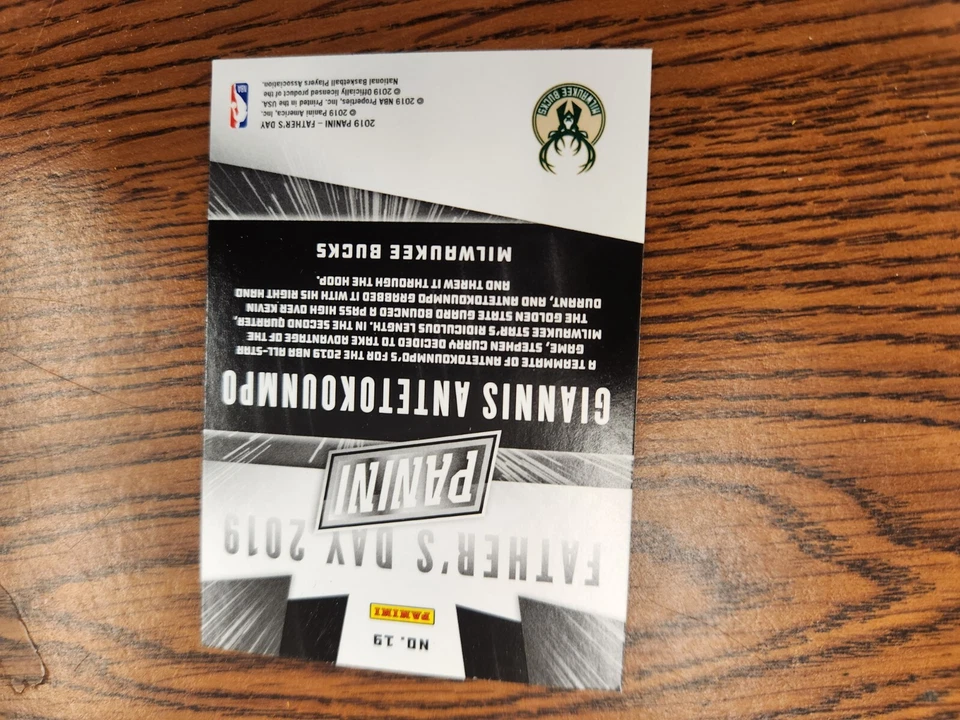 NO. 19
PANINI
FATHER'S DAY 2019
PANINI
GIANNIS ANTETOKOUNMPO
A TEAMMATE OF ANTETOKOUNMPO'S FOR THE 2019 NBA ALL-STAR
GAME, STEPHEN CURRY DECIDED TO TAKE ADVANTAGE OF THE
MILWAUKEE STAR'S RIDICULOUS LENGTH. IN THE SECOND QUARTER,
THE GOLDEN STATE GUARD BOUNCED A PASS HIGH OVER KEVIN
DURANT, AND ANTETOKOUNMPO GRABBED IT WITH HIS RIGHT HAND
AND THREW IT THROUGH THE HOOP.
MILWAUKEE BUCKS
MILWAUKEE BUCKS
2019 PANINI – FATHER'S DAY
© 2019 Panini America, Inc.
© 2019 NBA Properties, Inc. Printed in the USA.
© 2019 Officially licensed product of the
National Basketball Players Association.
NBA